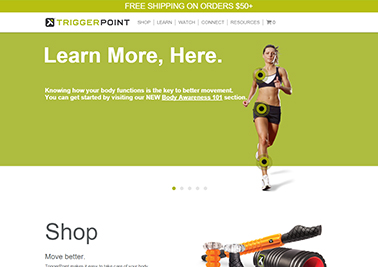 FREE SHIPPING ON ORDERS $50+
TRIGGERPOINT SHOP LEARN WATCH CONNECT RESOURCES 0
Learn More, Here.
Knowing how your body functions is the key to better movement.
You can get started by visiting our NEW Body Awareness 101 section.
Shop
Move better.
TriggerPoint makes it easy to take care of your body